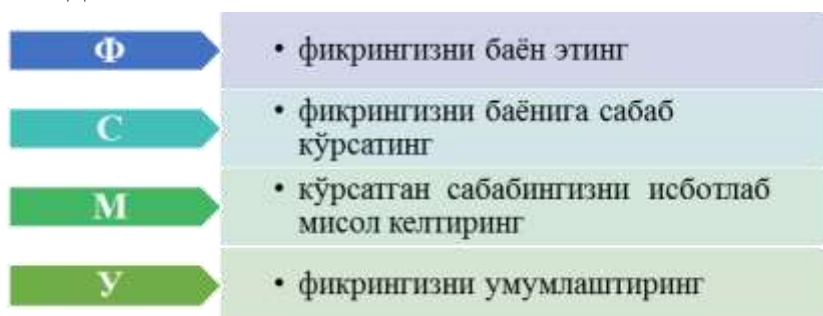 Ф
• фикрингизни баён этинг
С
• фикрингизни баёнига сабаб
кўрсатинг
М
• кўрсатган сабабингизни исботлаб
мисол келтиринг
У
• фикрингизни умумлаштиринг